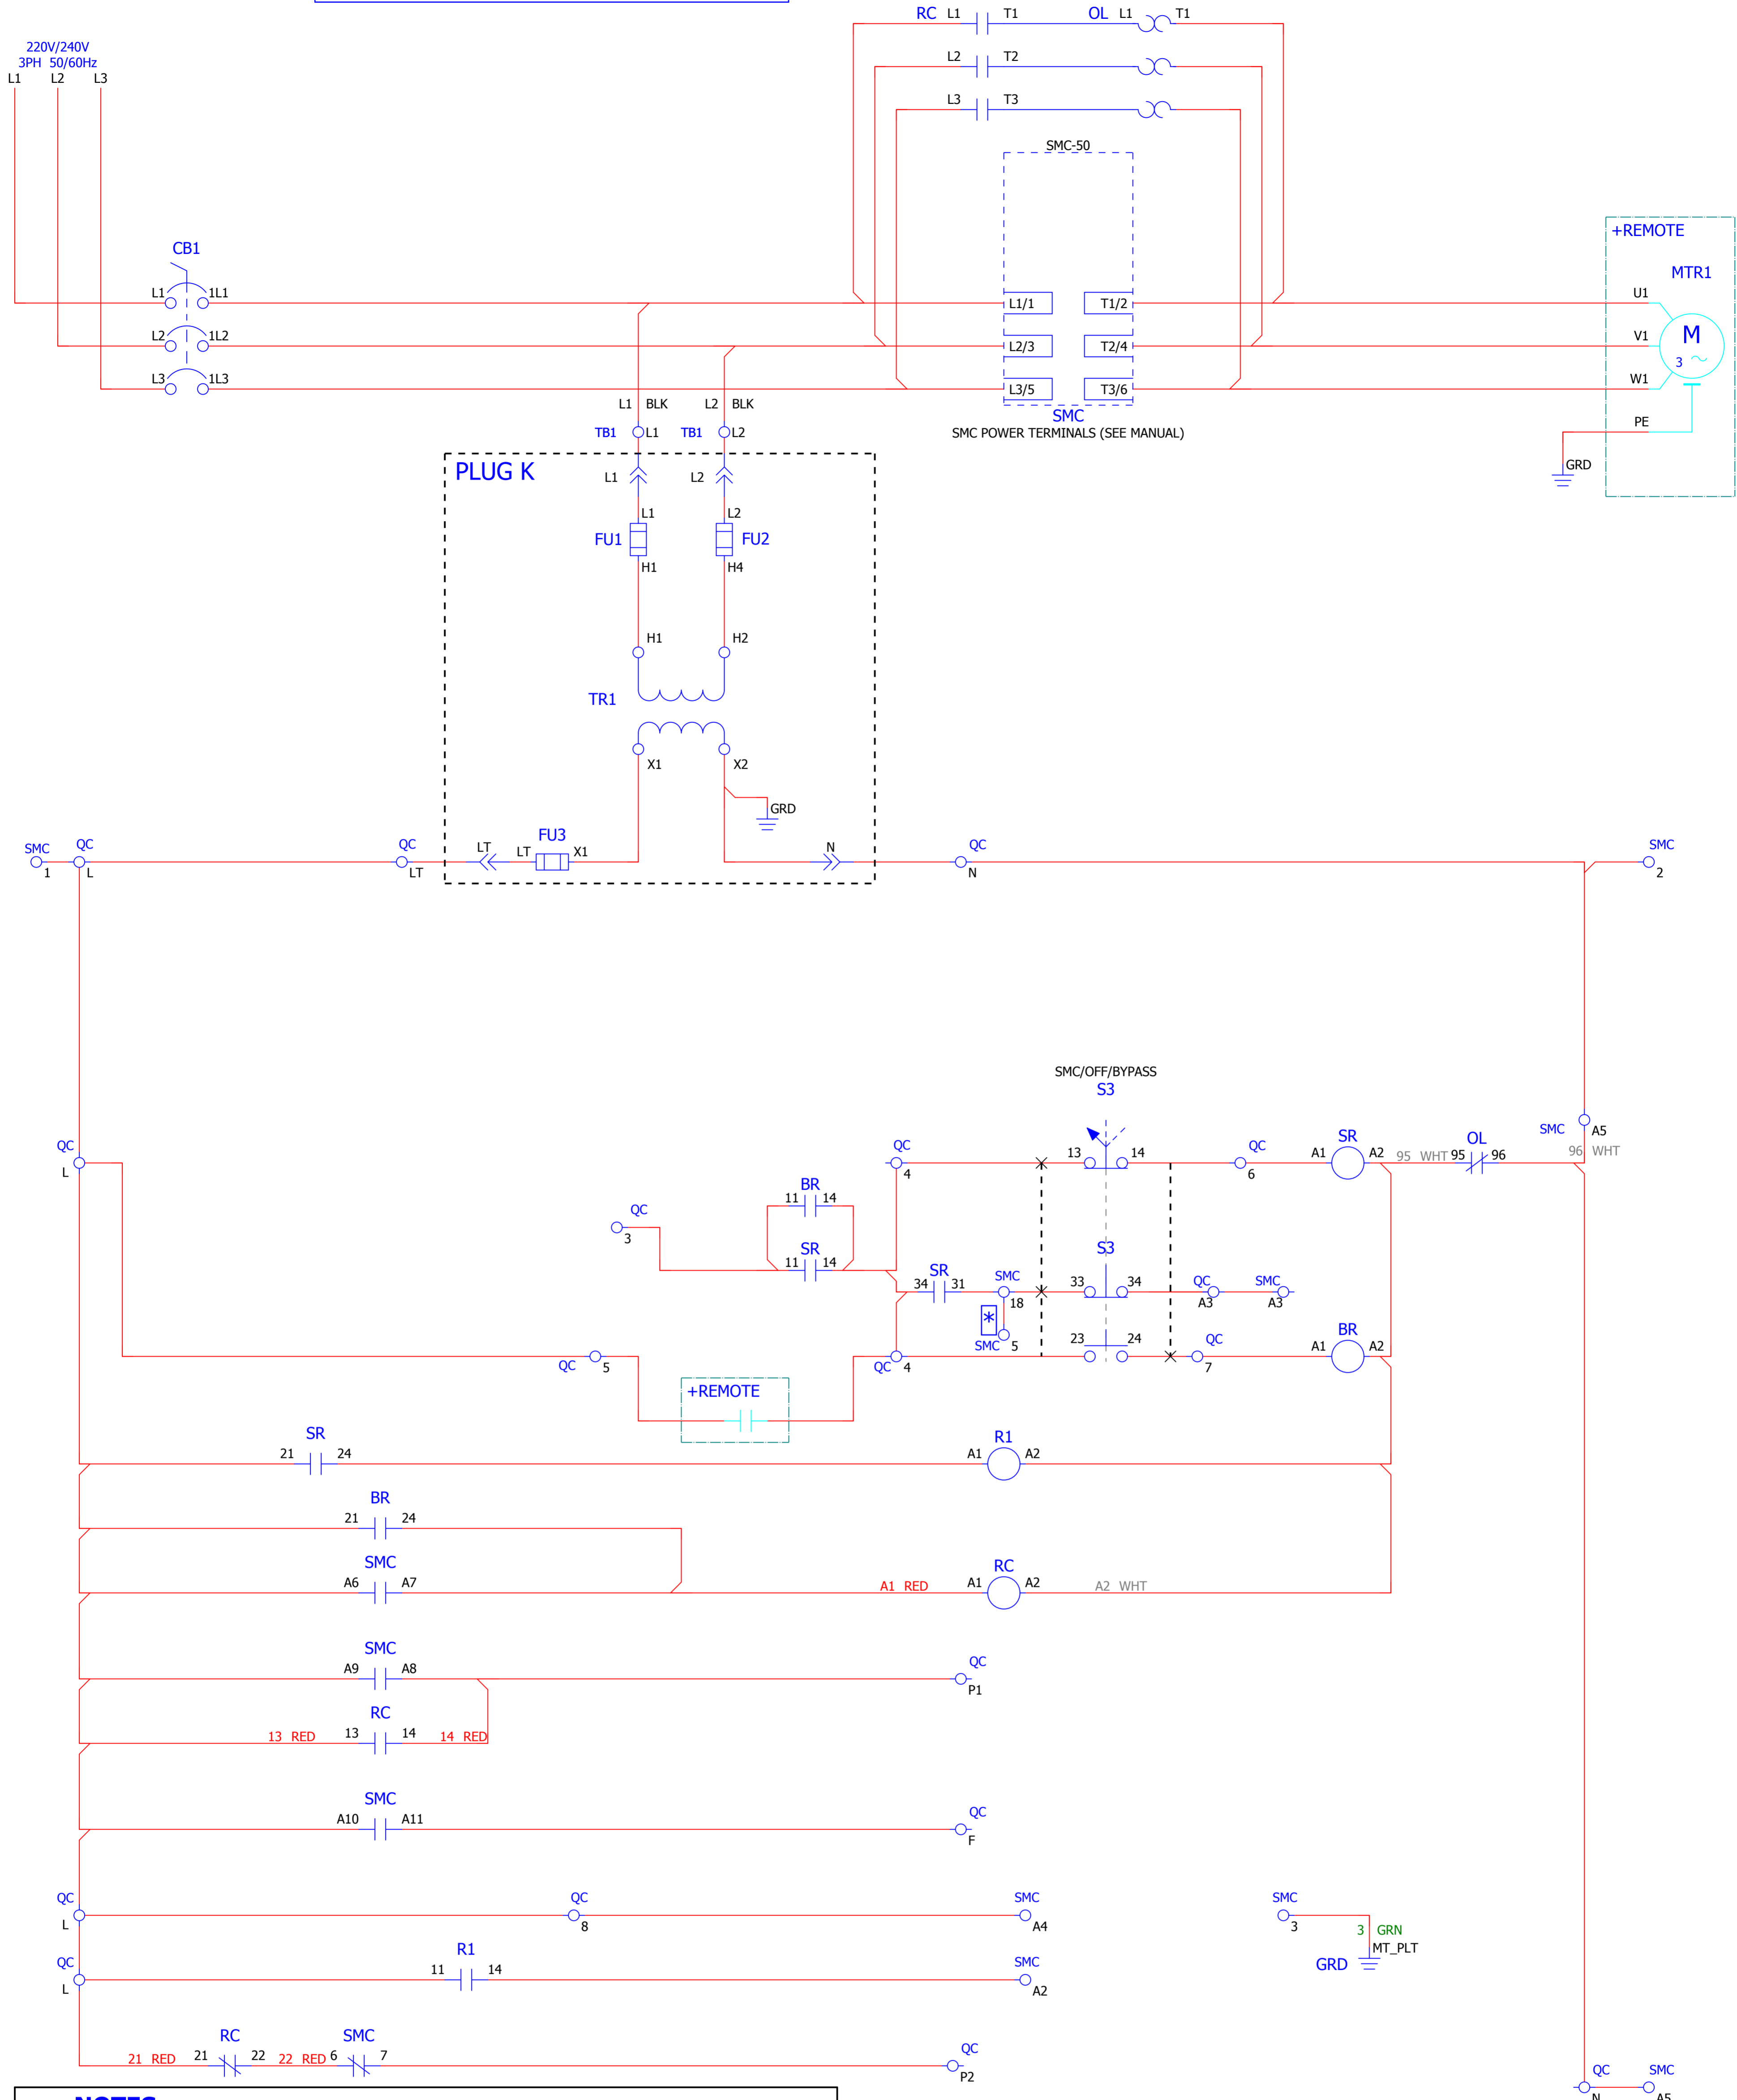 RC L1 T1 OL L1 T1
220V/240V
3PH 50/60Hz
L1 L2 L3
L2 T2
L3 T3
SMC-50
+REMOTE
CB1
MTR1
L1 1L1 L1/1 T1/2 U1
L2 1L2 L2/3 T2/4 V1
M
3
L3 1L3 L3/5 T3/6 W1
L1 BLK L2 BLK
SMC
TB1 L1 TB1 L2
SMC POWER TERMINALS (SEE MANUAL)
PE
GRD
PLUG K
L1 L2
L1 L2
FU1 FU2
H1 H4
H1 H2
TR1
X1 X2
GRD
FU3
SMC QC QC LT LT X1 N QC SMC
1 L LT N 2
SMC/OFF/BYPASS
S3
SMC A5
QC QC 13 14 QC SR OL
A1 A2 95 WHT 95 96 96 WHT
L 4 6
BR
11 14
QC
3
SR
11 14
S3
SR
34 31 SMC 33 34 QC SMC
18 A3 A3
*
SMC 5 23 24 QC BR
A1 A2
QC 5 QC 4 7
+REMOTE
SR R1
21 24 A1 A2
BR
21 24
SMC RC
A6 A7 A1 RED A1 A2 A2 WHT
SMC
A9 A8 QC
P1
RC
13 RED 13 14 14 RED
SMC
A10 A11 QC
F
QC QC SMC SMC
L 8 A4 3
3 GRN
MT_PLT
GRD
R1
QC 11 14 SMC
L A2
RC SMC
21 RED 21 22 22 RED 6 7 QC
P2
QC SMC
N A5
NOTES